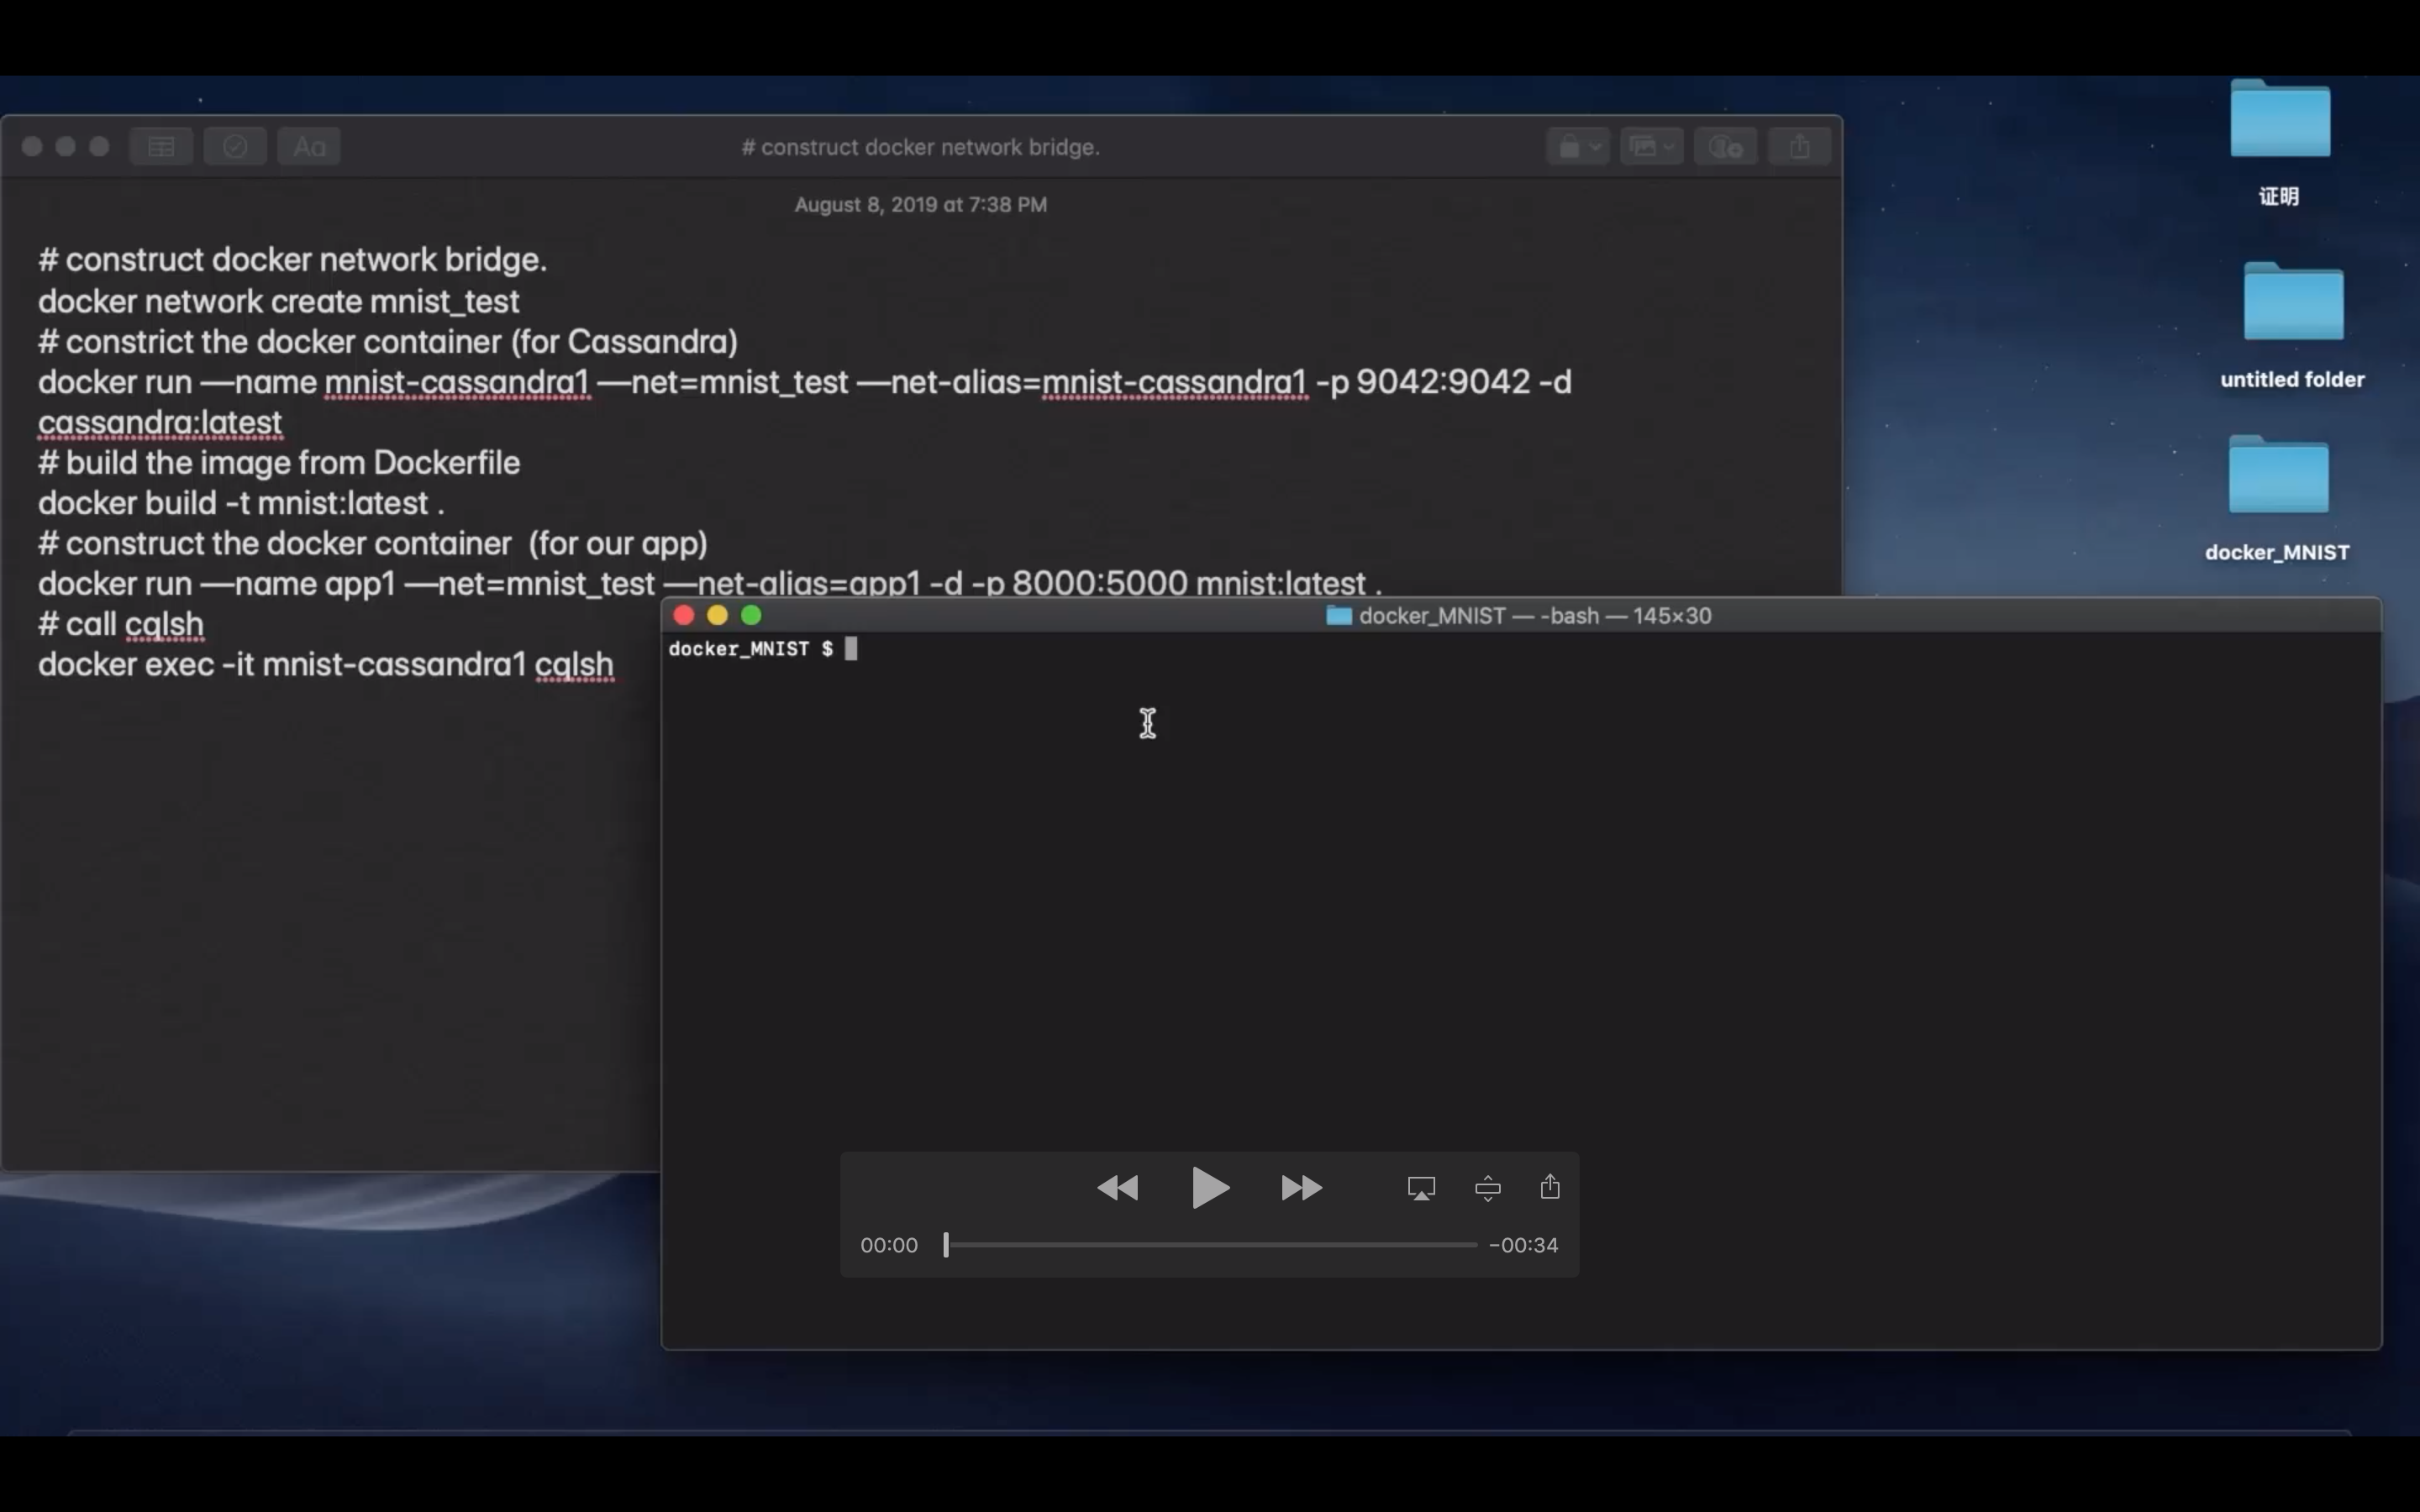 # construct docker network bridge.
August 8, 2019 at 7:38 PM
# construct docker network bridge.
docker network create mnist_test
# constrict the docker container (for Cassandra)
docker run —name mnist-cassandra1 —net=mnist_test —net-alias=mnist-cassandra1 -p 9042:9042 -d
cassandra:latest
# build the image from Dockerfile
docker build -t mnist:latest .
# construct the docker container  (for our app)
docker run —name app1 —net=mnist_test —net-alias=app1 -d -p 8000:5000 mnist:latest .
# call cqlsh
docker exec -it mnist-cassandra1 cqlsh
Aa
证明
untitled folder
docker_MNIST
docker_MNIST — -bash — 145×30
docker_MNIST $
00:00
-00:34